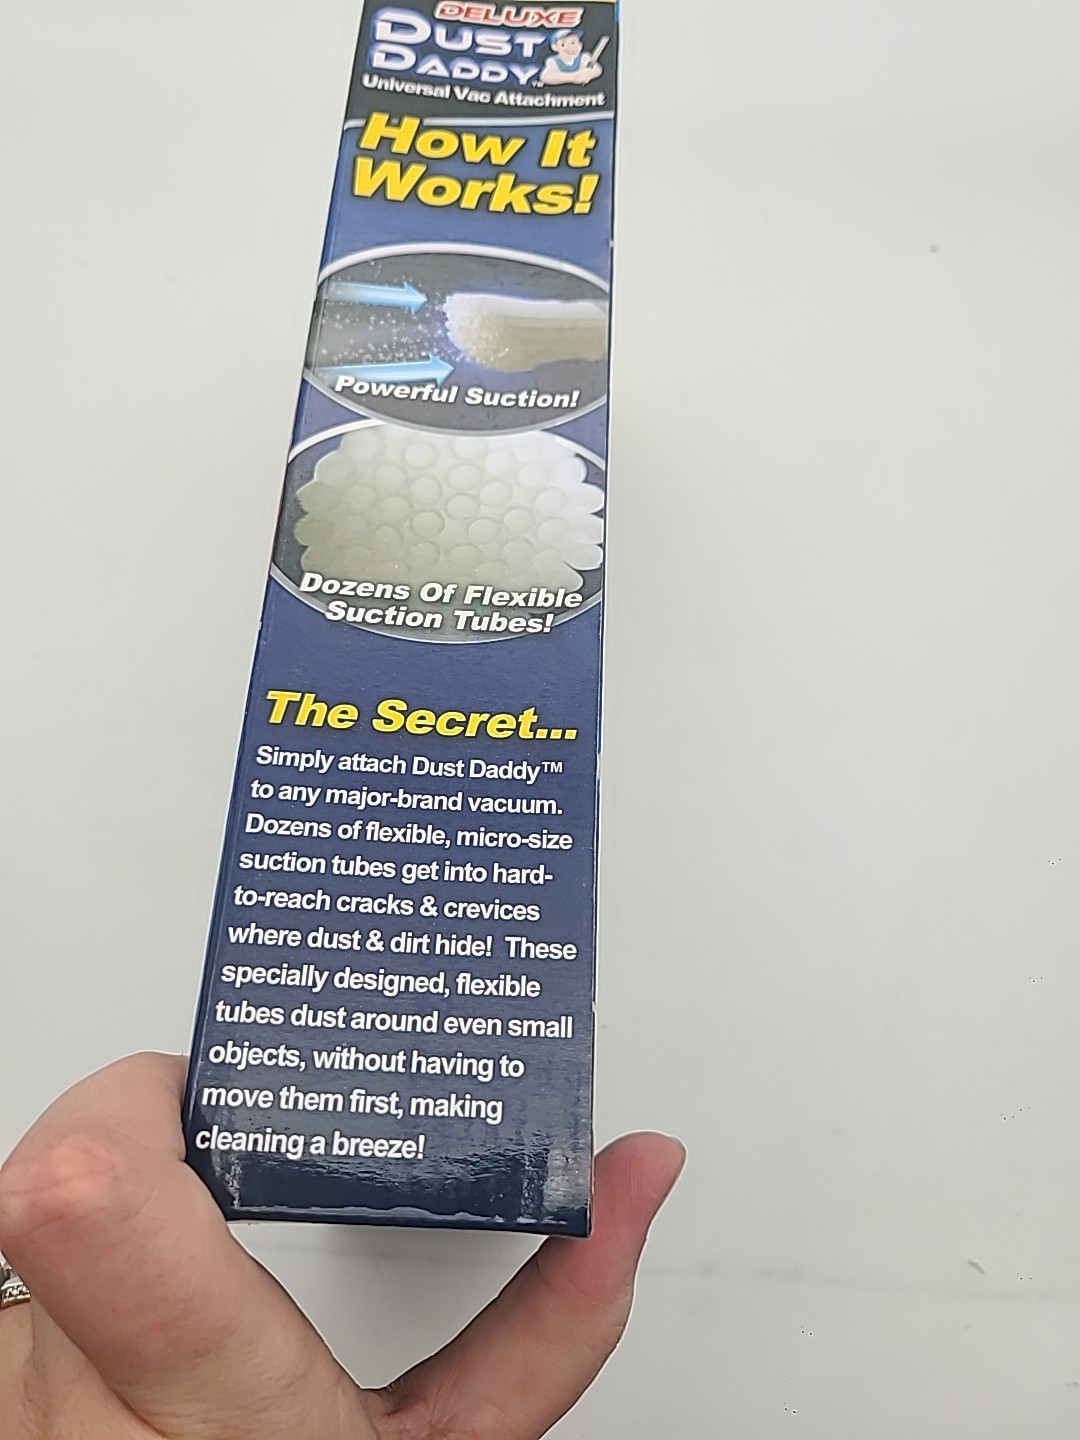 DELUXE
DUST
DADDY™
Universal Vac Attachment
How It
Works!
Powerful Suction!
Dozens Of Flexible
Suction Tubes!
The Secret...
Simply attach Dust Daddy™
to any major-brand vacuum.
Dozens of flexible, micro-size
suction tubes get into hard-
to-reach cracks & crevices
where dust & dirt hide! These
specially designed, flexible
tubes dust around even small
objects, without having to
move them first, making
cleaning a breeze!